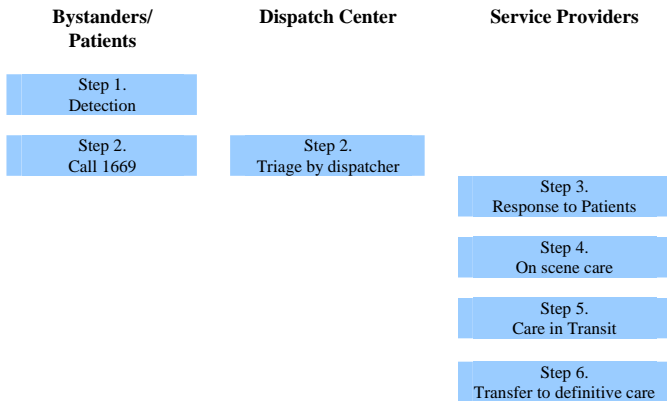 Bystanders/
Patients
Dispatch Center
Service Providers
Step 1.
Detection
Step 2.
Call 1669
Step 2.
Triage by dispatcher
Step 3.
Response to Patients
Step 4.
On scene care
Step 5.
Care in Transit
Step 6.
Transfer to definitive care